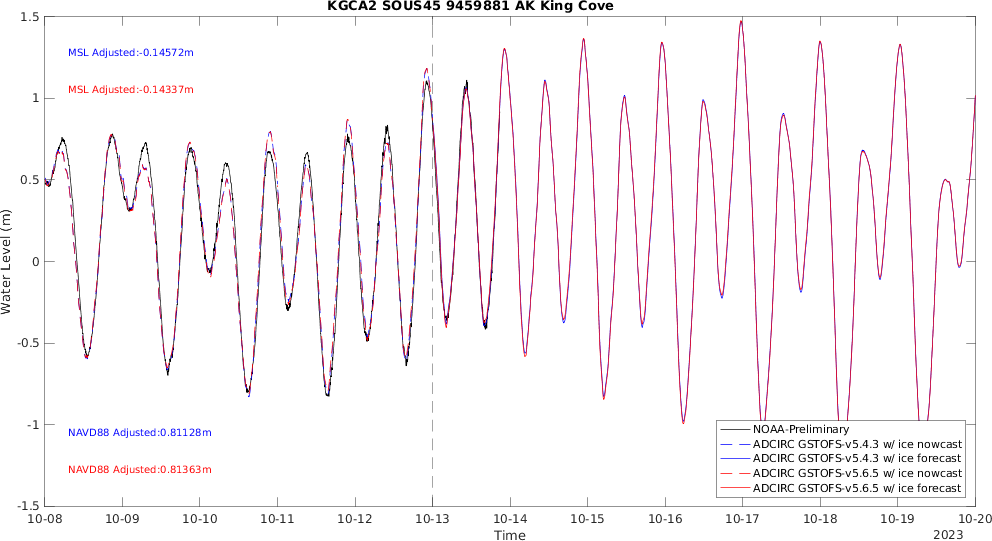 KGCA2 SOUS45 9459881 AK King Cove
1.5
MSL Adjusted:-0.14572m
MSL Adjusted:-0.14337m
1
0.5
Water Level (m)
0
-0.5
-1
NAVD88 Adjusted:0.81128m
NAVD88 Adjusted:0.81363m
NOAA-Preliminary
ADCIRC GSTOFS-v5.4.3 w/ ice nowcast
ADCIRC GSTOFS-v5.4.3 w/ ice forecast
ADCIRC GSTOFS-v5.6.5 w/ ice nowcast
ADCIRC GSTOFS-v5.6.5 w/ ice forecast
-1.5
10-08 10-09 10-10 10-11 10-12 10-13 10-14 10-15 10-16 10-17 10-18 10-19 10-20
Time
2023